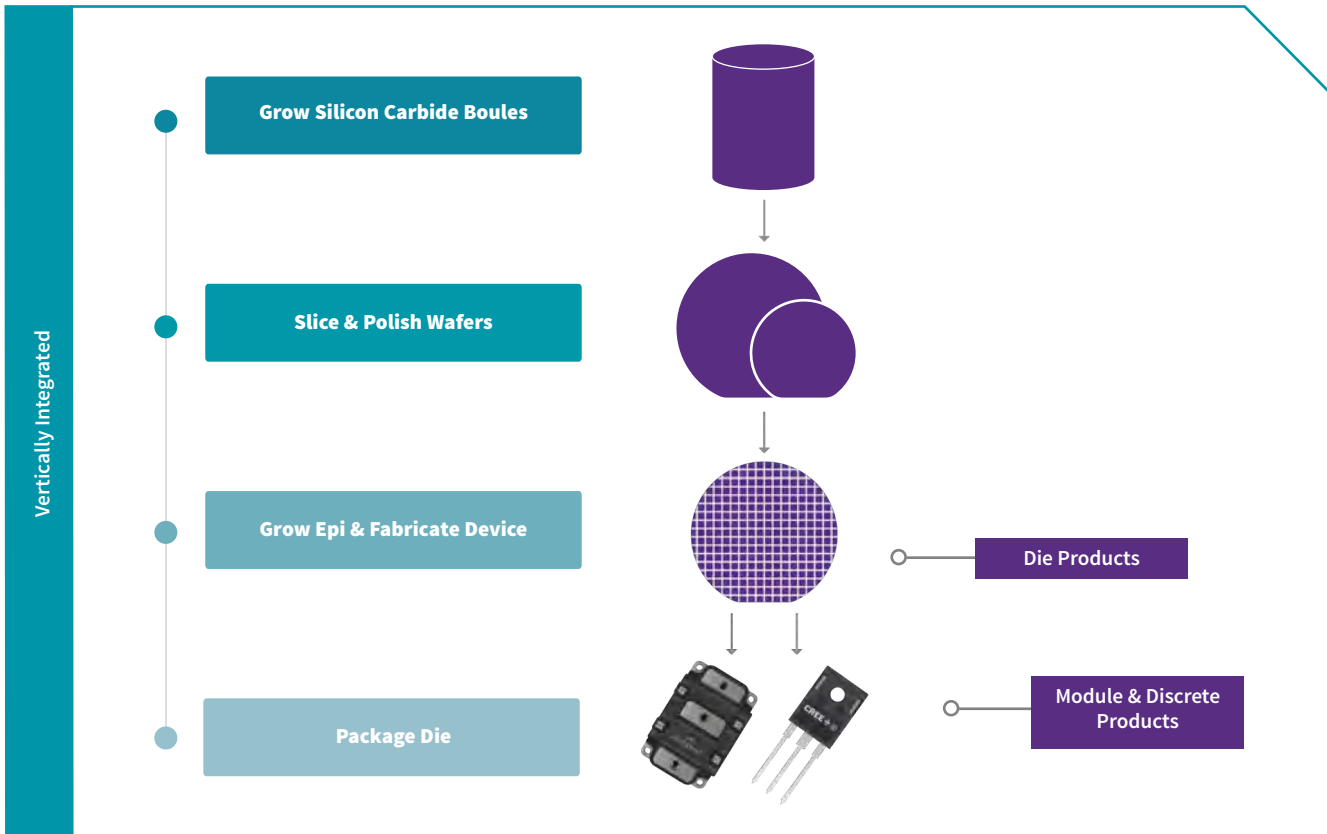 Vertically Integrated
Grow Silicon Carbide Boules
Slice & Polish Wafers
Grow Epi & Fabricate Device
Die Products
Package Die
Module & Discrete
Products
CREE